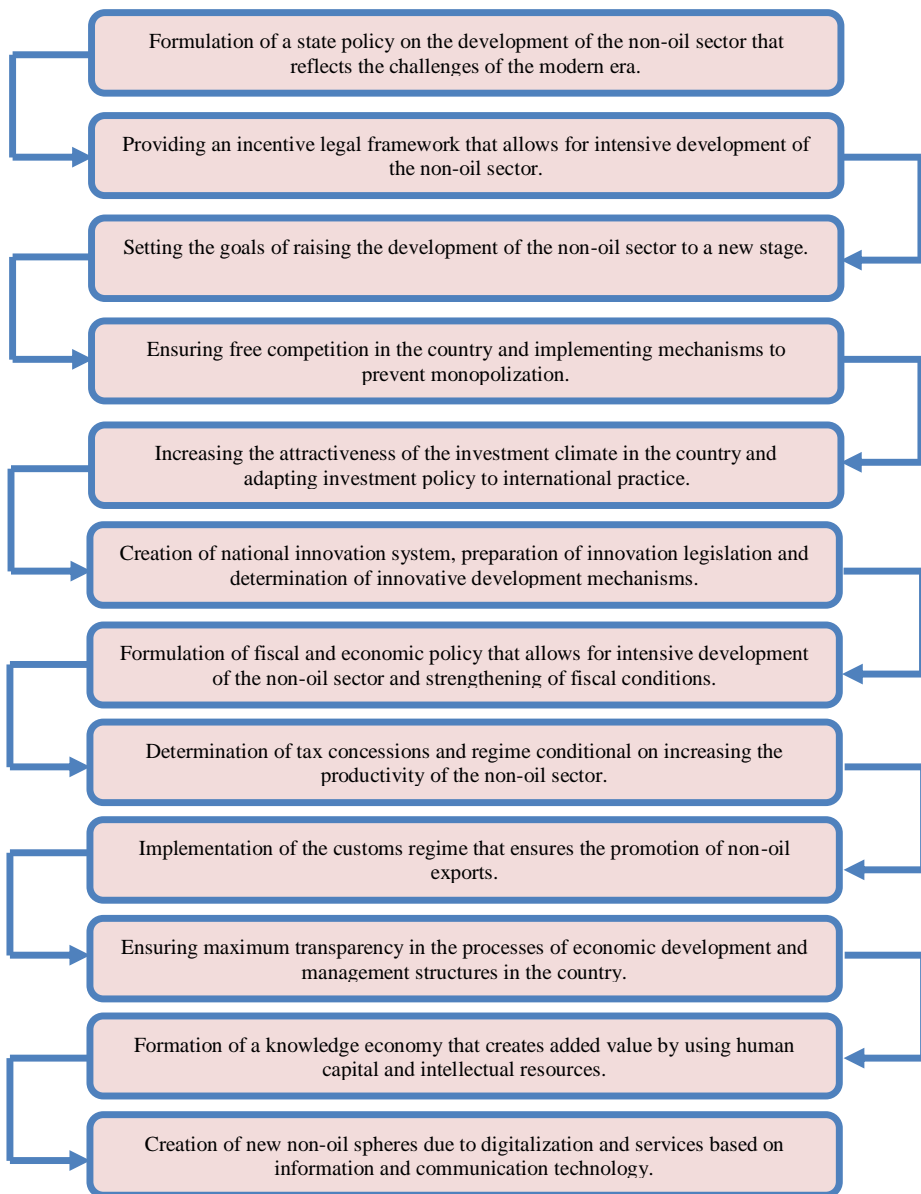 Formulation of a state policy on the development of the non-oil sector that
reflects the challenges of the modern era.
Providing an incentive legal framework that allows for intensive development of
the non-oil sector.
Setting the goals of raising the development of the non-oil sector to a new stage.
Ensuring free competition in the country and implementing mechanisms to
prevent monopolization.
Increasing the attractiveness of the investment climate in the country and
adapting investment policy to international practice.
Creation of national innovation system, preparation of innovation legislation and
determination of innovative development mechanisms.
Formulation of fiscal and economic policy that allows for intensive development
of the non-oil sector and strengthening of fiscal conditions.
Determination of tax concessions and regime conditional on increasing the
productivity of the non-oil sector.
Implementation of the customs regime that ensures the promotion of non-oil
exports.
Ensuring maximum transparency in the processes of economic development and
management structures in the country.
Formation of a knowledge economy that creates added value by using human
capital and intellectual resources.
Creation of new non-oil spheres due to digitalization and services based on
information and communication technology.